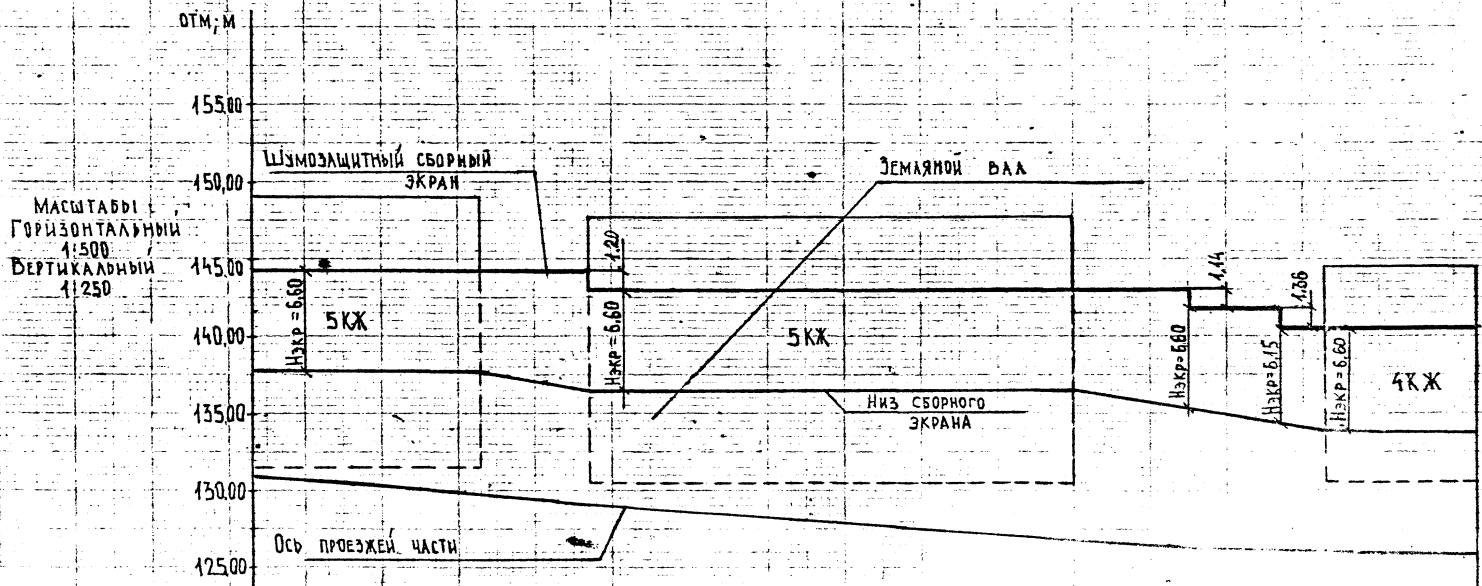 ОТМ, М
155,00
Шумозащитный сборный
экран
Земляной вал
150,00
Масштабы
Горизонтальный
1:500
Вертикальный
1:250
145,00
1.20
1,14
1.36
Нэкр = 6,60
5КЖ
Нэкр = 6,60
5КЖ
140,00
Нэкр=6.60
Нэкр=6,15
Нэкр=6,60
4КЖ
135,00
Низ сборного
экрана
130,00
Ось проезжей части
125,00